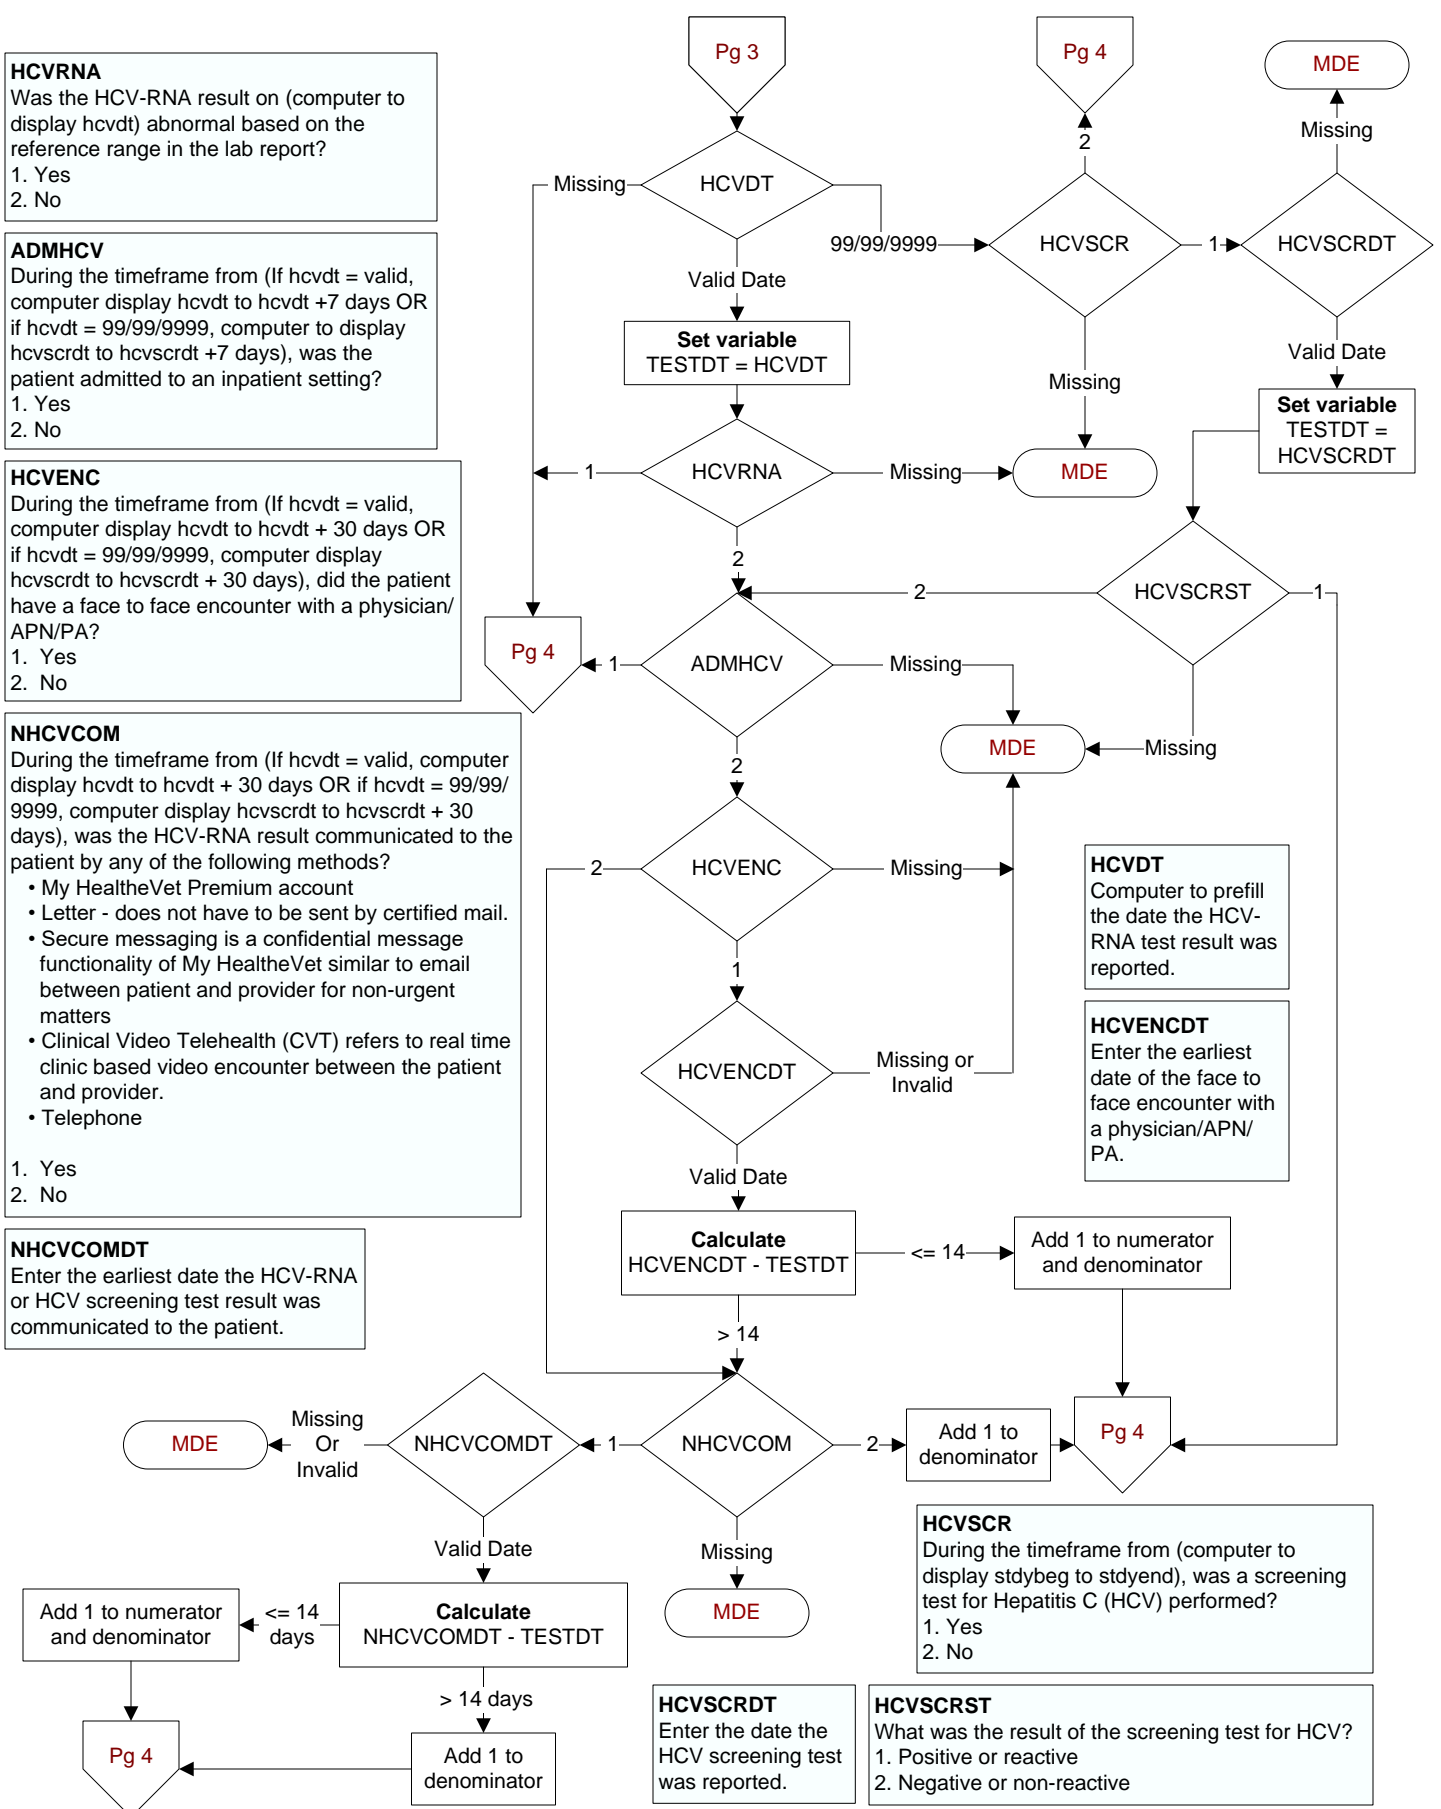 Pg 3
Pg 4
MDE
HCVRNA
Was the HCV-RNA result on (computer to
display hcvdt) abnormal based on the
reference range in the lab report?
1. Yes
2. No
Missing
2
HCVDT
Missing
99/99/9999
HCVSCR
1
HCVSCRDT
ADMHCV
During the timeframe from (If hcvdt = valid,
computer display hcvdt to hcvdt +7 days OR
if hcvdt = 99/99/9999, computer to display
hcvscrdt to hcvscrdt +7 days), was the
patient admitted to an inpatient setting?
1. Yes
2. No
Valid Date
Set variable
TESTDT = HCVDT
Missing
Valid Date
Set variable
TESTDT =
HCVSCRDT
HCVENC
During the timeframe from (If hcvdt = valid,
computer display hcvdt to hcvdt + 30 days OR
if hcvdt = 99/99/9999, computer display
hcvscrdt to hcvscrdt + 30 days), did the patient
have a face to face encounter with a physician/
APN/PA?
1. Yes
2. No
1
HCVRNA
Missing
MDE
2
2
HCVSCRST
1
Pg 4
1
ADMHCV
Missing
MDE
Missing
2
NHCVCOM
During the timeframe from (If hcvdt = valid, computer
display hcvdt to hcvdt + 30 days OR if hcvdt = 99/99/
9999, computer display hcvscrdt to hcvscrdt + 30
days), was the HCV-RNA result communicated to the
patient by any of the following methods?
• My HealtheVet Premium account
• Letter - does not have to be sent by certified mail.
• Secure messaging is a confidential message
functionality of My HealtheVet similar to email
between patient and provider for non-urgent
matters
• Clinical Video Telehealth (CVT) refers to real time
clinic based video encounter between the patient
and provider.
• Telephone
1. Yes
2. No
2
HCVENC
Missing
1
HCVDT
Computer to prefill
the date the HCV-
RNA test result was
reported.
HCVENCDT
Missing or
Invalid
HCVENCDT
Enter the earliest
date of the face to
face encounter with
a physician/APN/
PA.
Valid Date
Calculate
HCVENCDT - TESTDT
<= 14
Add 1 to numerator
and denominator
> 14
NHCVCOMDT
Enter the earliest date the HCV-RNA
or HCV screening test result was
communicated to the patient.
MDE
Missing
Or
Invalid
NHCVCOMDT
1
NHCVCOM
2
Add 1 to
denominator
Pg 4
Valid Date
Missing
MDE
HCVSCR
During the timeframe from (computer to
display stdybeg to stdyend), was a screening
test for Hepatitis C (HCV) performed?
1. Yes
2. No
Add 1 to numerator
and denominator
<= 14
days
Calculate
NHCVCOMDT - TESTDT
> 14 days
Pg 4
Add 1 to
denominator
HCVSCRDT
Enter the date the
HCV screening test
was reported.
HCVSCRST
What was the result of the screening test for HCV?
1. Positive or reactive
2. Negative or non-reactive